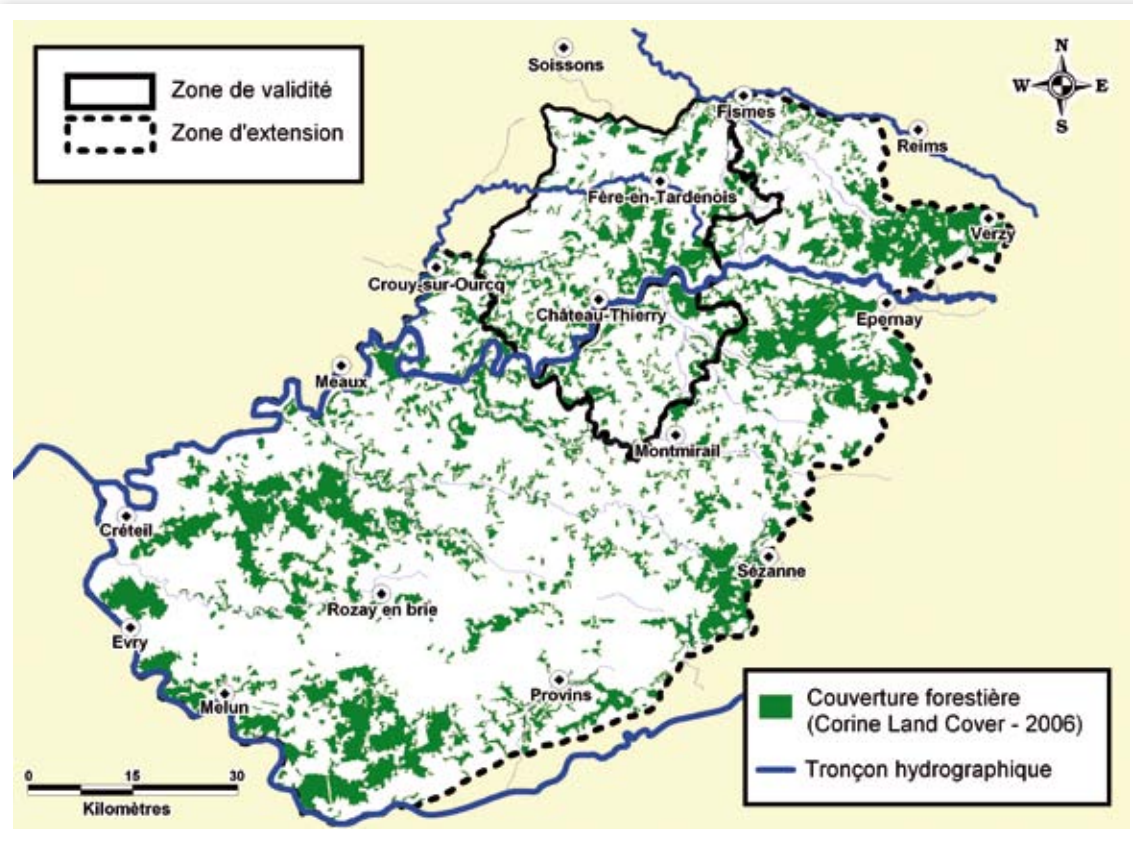 Zone de validité
Zone d'extension
N
W
E
S
Soissons
Fismes
Reims
Fère-en-Tardenois
Verzy
Crouy-sur-Ourcq
Château-Thierry
Epernay
Meaux
Montmirail
Créteil
Sézanne
Rozay en brie
Evry
Provins
Melun
Couverture forestière
(Corine Land Cover - 2006)
Tronçon hydrographique
0 15 30
Kilomètres